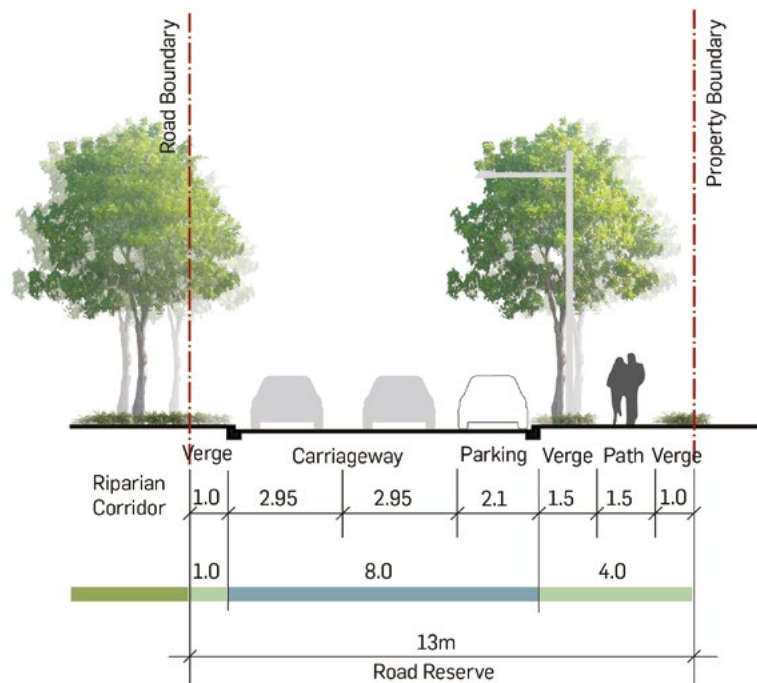 Road Boundary
Property Boundary
Verge
Carriageway
Parking
Verge
Path
Verge
Riparian
Corridor
1.0
2.95
2.95
2.1
1.5
1.5
1.0
1.0
8.0
4.0
13m
Road Reserve